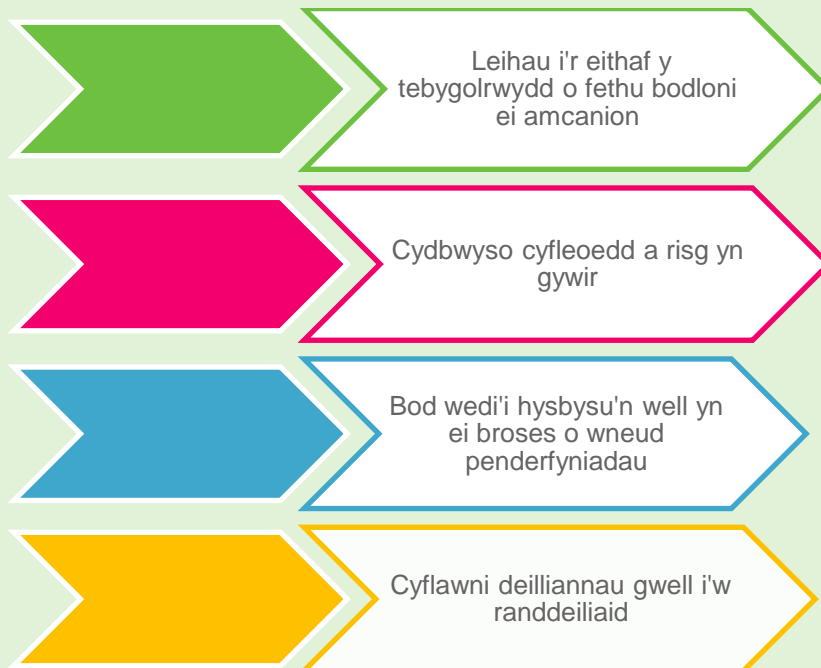 Leihau i'r eithaf y
tebygolrwydd o fethu bodloni
ei amcanion
Cydbwyso cyfleoedd a risg yn
gywir
Bod wedi'i hysbysu'n well yn
ei broses o wneud
penderfyniadau
Cyflawni deilliannau gwell i'w
randdeiliaid